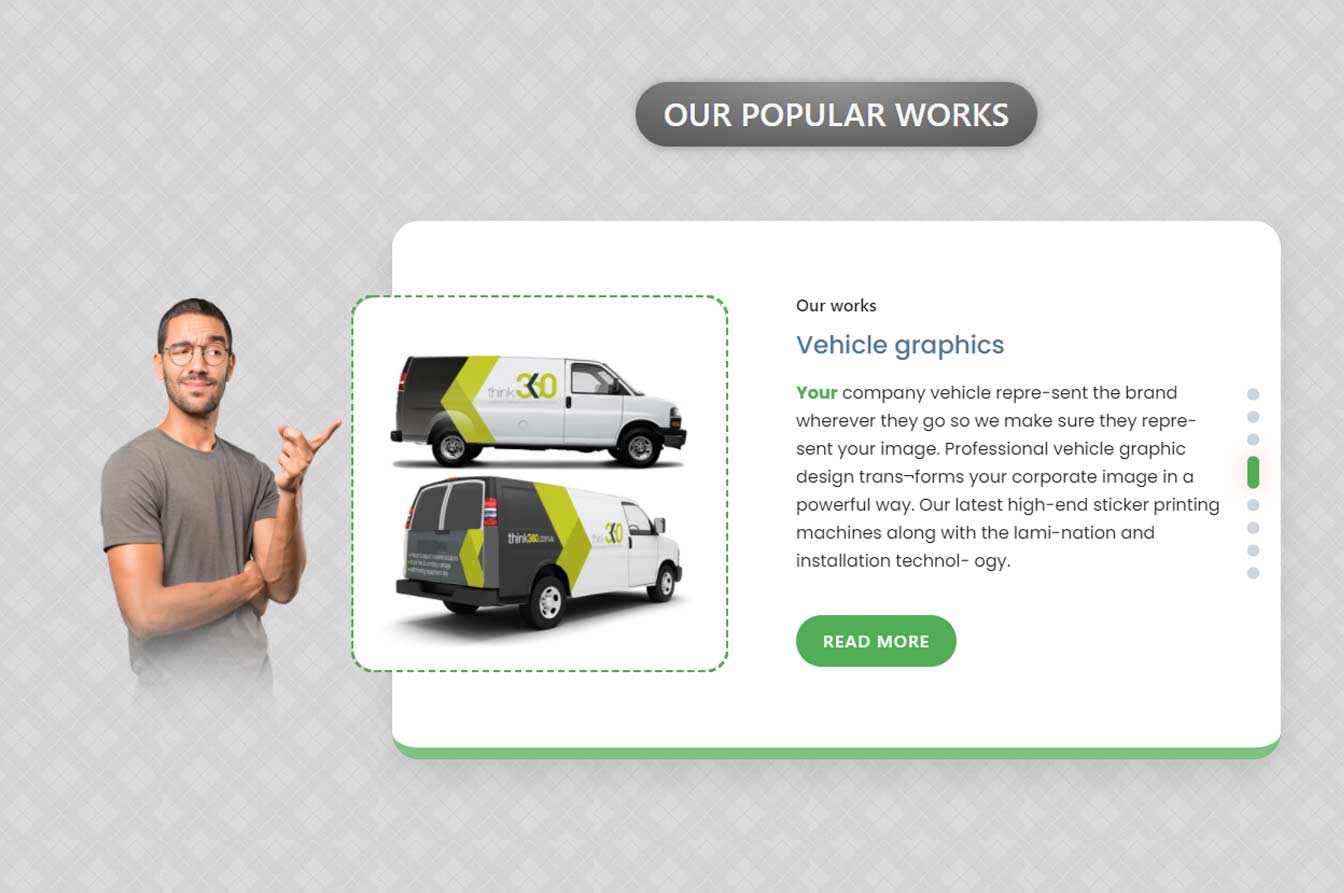 OUR POPULAR WORKS
Our works
Vehicle graphics
Your company vehicle repre-sent the brand
wherever they go so we make sure they repre-
sent your image. Professional vehicle graphic
design trans¬forms your corporate image in a
powerful way. Our latest high-end sticker printing
machines along with the lami-nation and
installation technol- ogy.
READ MORE
think360
think360.com.au
think360